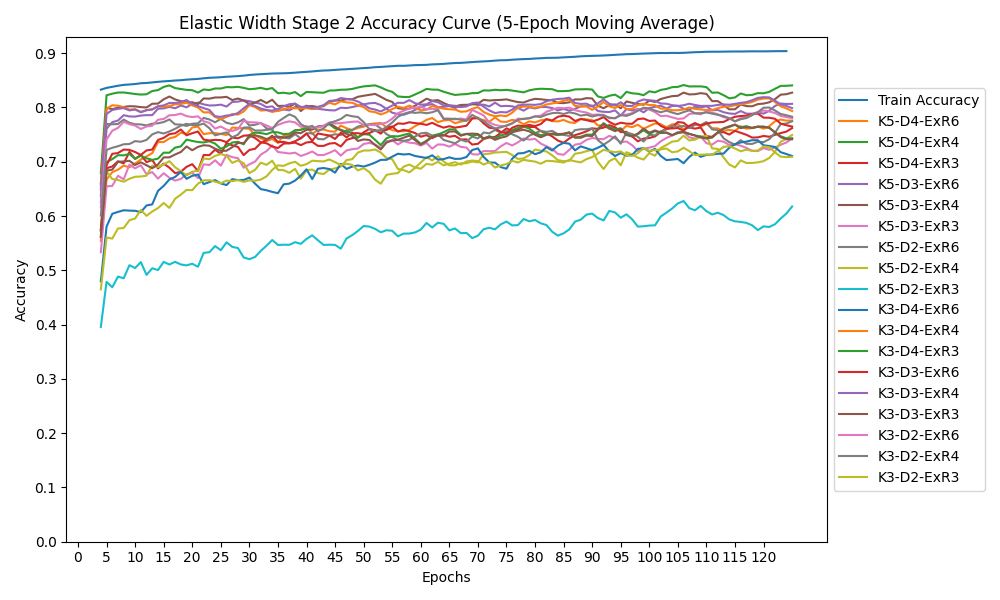 Elastic Width Stage 2 Accuracy Curve (5-Epoch Moving Average)
Accuracy
0.9
0.8
0.7
0.6
0.5
0.4
0.3
0.2
0.1
0.0
0 5 10 15 20 25 30 35 40 45 50 55 60 65 70 75 80 85 90 95 100 105 110 115 120
Epochs
Train Accuracy
K5-D4-ExR6
K5-D4-ExR4
K5-D4-ExR3
K5-D3-ExR6
K5-D3-ExR4
K5-D3-ExR3
K5-D2-ExR6
K5-D2-ExR4
K5-D2-ExR3
K3-D4-ExR6
K3-D4-ExR4
K3-D4-ExR3
K3-D3-ExR6
K3-D3-ExR4
K3-D3-ExR3
K3-D2-ExR6
K3-D2-ExR4
K3-D2-ExR3